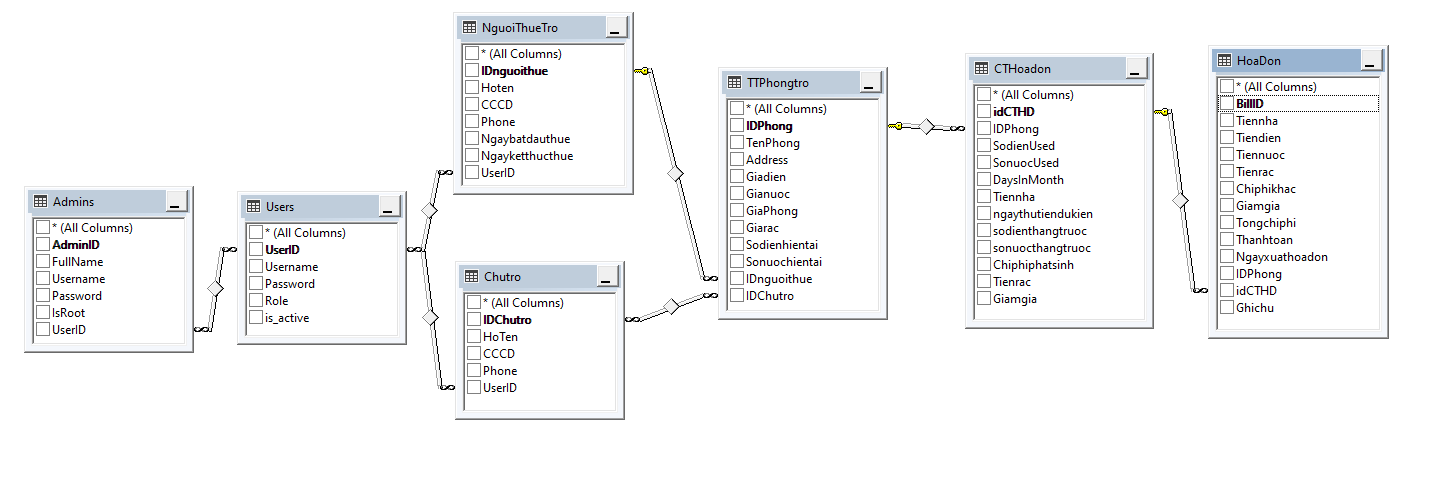 Admins
* (All Columns)
AdminID
FullName
Username
Password
IsRoot
UserID
Users
* (All Columns)
UserID
Username
Password
Role
is_active
NguoiThueTro
* (All Columns)
IDnguoithue
Hoten
CCCD
Phone
Ngaybatdauthue
Ngayketthucthue
UserID
Chutro
* (All Columns)
IDChutro
HoTen
CCCD
Phone
UserID
TTPhongtro
* (All Columns)
IDPhong
TenPhong
Address
Giadien
Gianuoc
GiaPhong
Giarac
Sodienhientai
Sonuochientai
IDnguoithue
IDChutro
CTHoadon
* (All Columns)
idCTHD
IDPhong
SodienUsed
SonuocUsed
DaysInMonth
Tiennha
ngaythutiendukien
sodienthangtruoc
sonuocthangtruoc
Chiphiphatsinh
Tienrac
Giamgia
HoaDon
* (All Columns)
BillID
Tiennha
Tiendien
Tiennuoc
Tienrac
Chiphikhac
Giamgia
Tongchiphi
Thanhtoan
Ngayxuathoadon
IDPhong
idCTHD
Ghichu